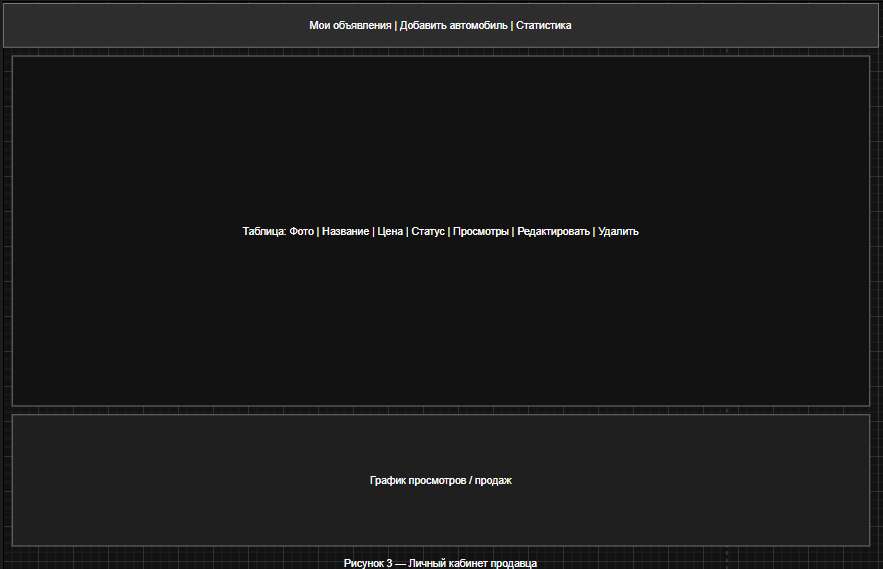 Мои объявления | Добавить автомобиль | Статистика
Таблица: Фото | Название | Цена | Статус | Просмотры | Редактировать | Удалить
График просмотров / продаж
Рисунок 3 — Личный кабинет продавца